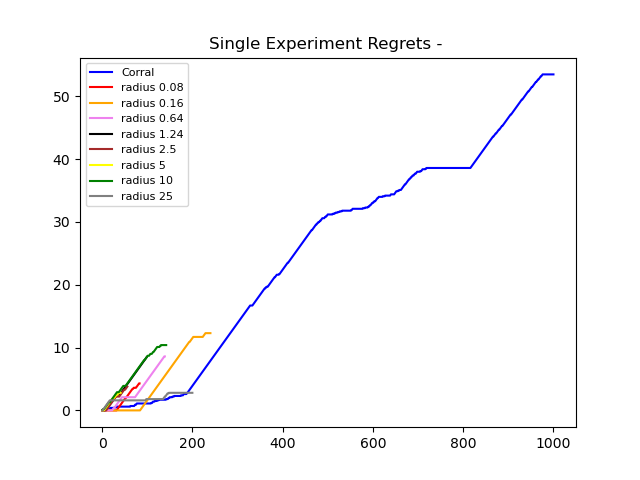 Single Experiment Regrets -
Corral
radius 0.08
radius 0.16
radius 0.64
radius 1.24
radius 2.5
radius 5
radius 10
radius 25
50
40
30
20
10
0
0 200 400 600 800 1000